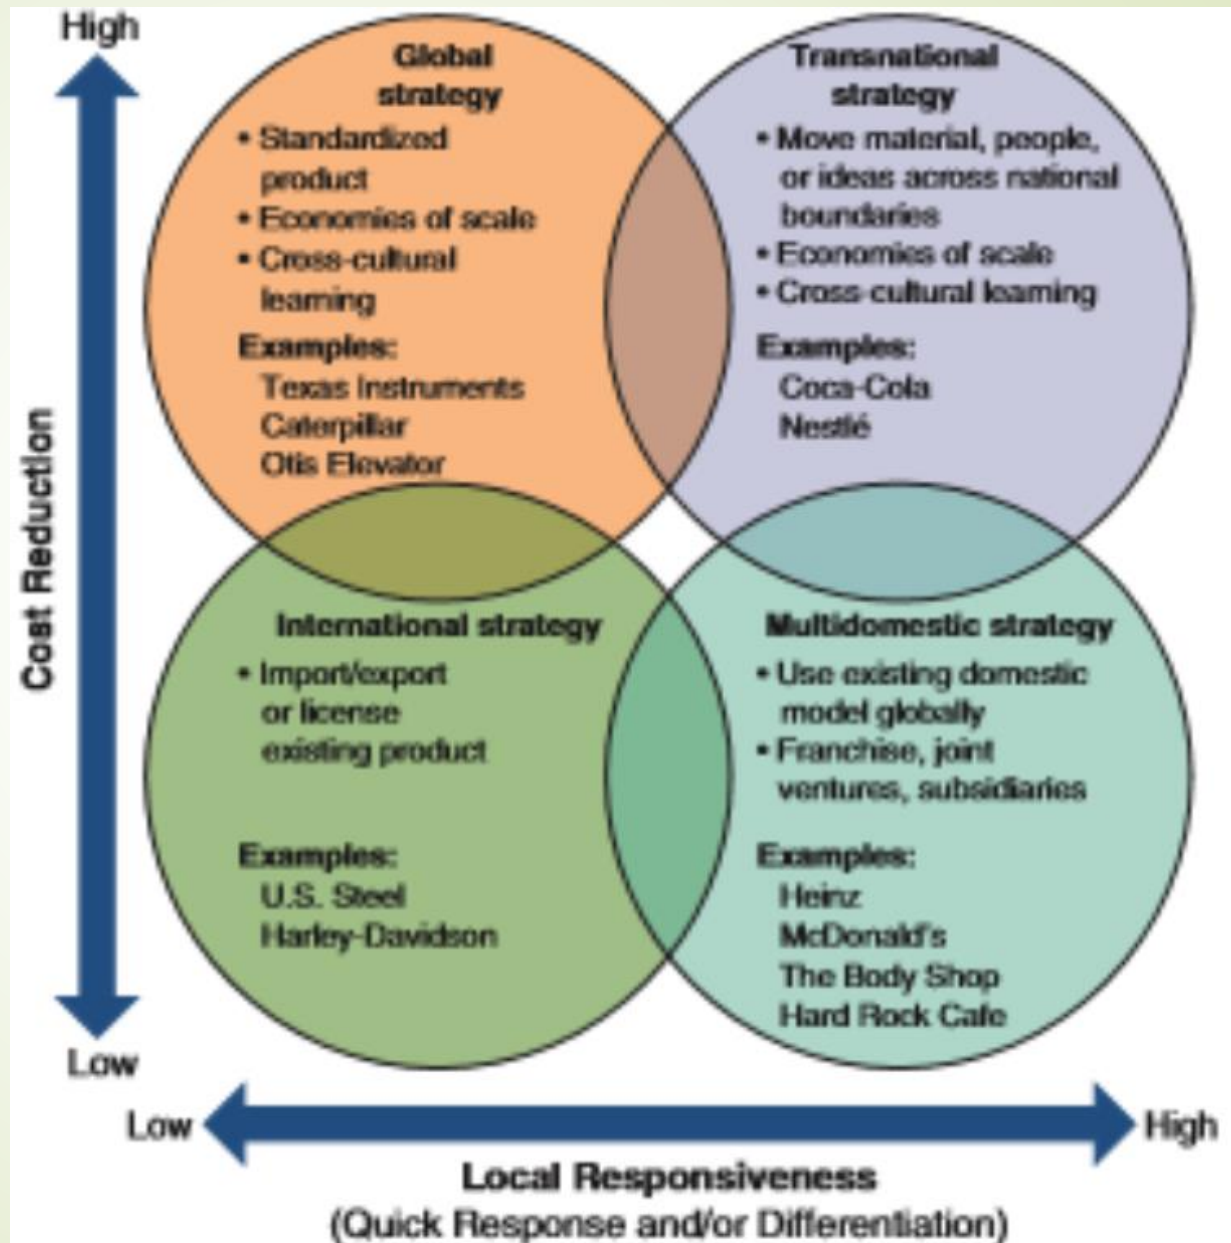 High
Global
strategy
• Standardized
product
• Economies of scale
• Cross-cultural
learning
Examples:
Texas Instruments
Caterpillar
Otis Elevator
Transnational
strategy
• Move material, people,
or ideas across national
boundaries
• Economies of scale
• Cross-cultural learning
Examples:
Coca-Cola
Nestlé
Cost Reduction
International strategy
• Import/export
or license
existing product
Examples:
U.S. Steel
Harley-Davidson
Multidomestic strategy
• Use existing domestic
model globally
• Franchise, joint
ventures, subsidiaries
Examples:
Heinz
McDonald's
The Body Shop
Hard Rock Cafe
Low
Low
High
Local Responsiveness
(Quick Response and/or Differentiation)